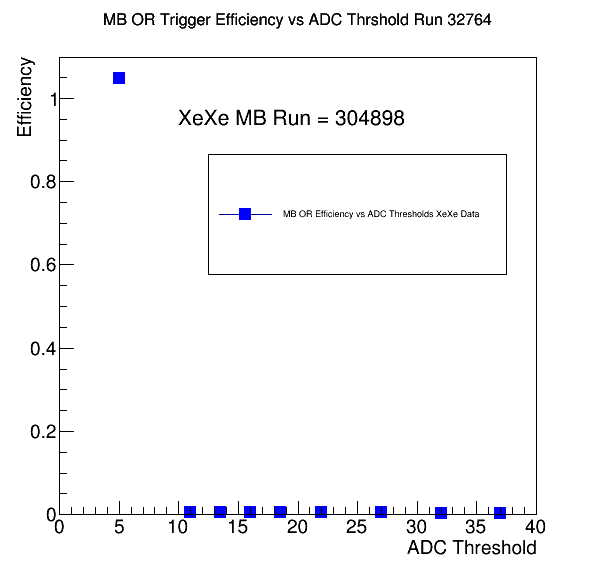 MB OR Trigger Efficiency vs ADC Thrshold Run 32764
Efficiency
1
0.8
0.6
0.4
0.2
0
XeXe MB Run = 304898
MB OR Efficiency vs ADC Thresholds XeXe Data
0 5 10 15 20 25 30 35 40
ADC Threshold